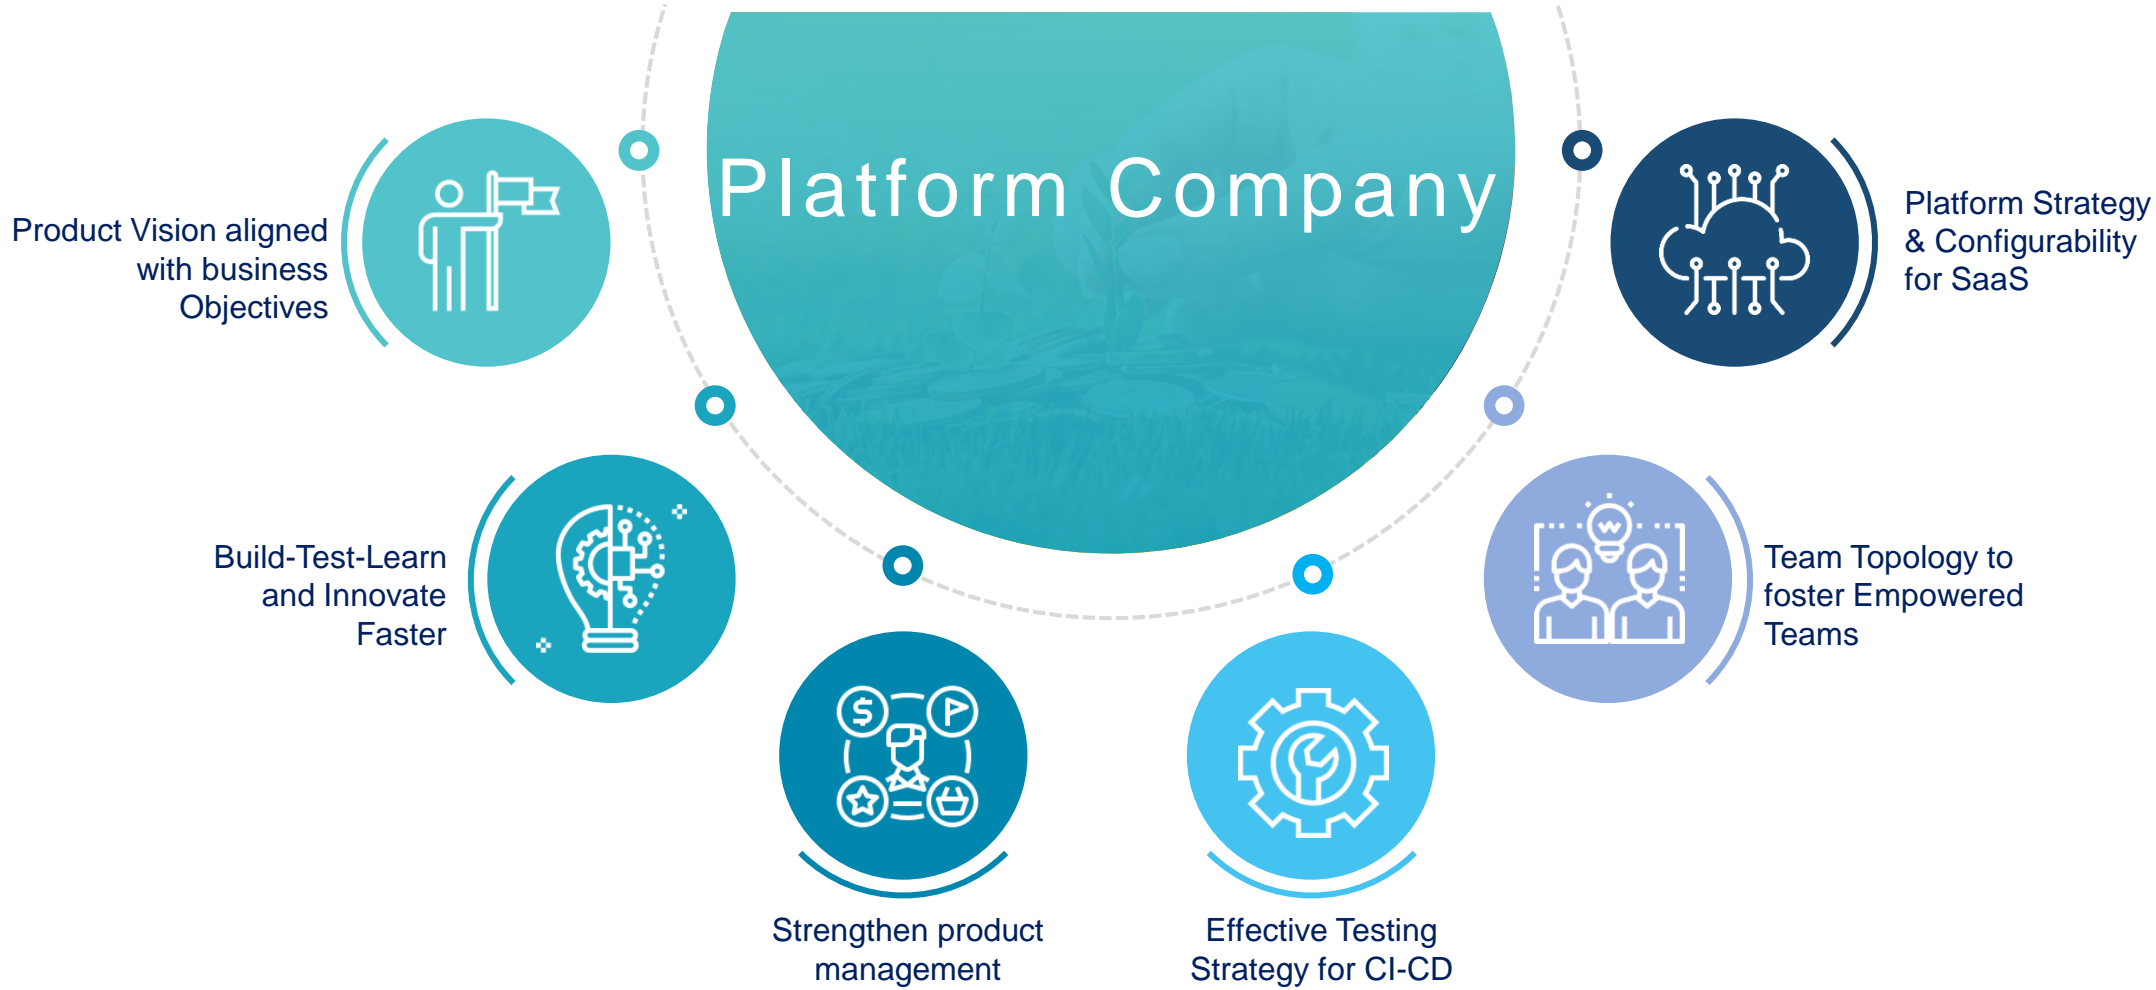 Platform Company
Product Vision aligned
with business
Objectives
Build-Test-Learn
and Innovate
Faster
Strengthen product
management
Effective Testing
Strategy for CI-CD
Team Topology to
foster Empowered
Teams
Platform Strategy
& Configurability
for SaaS